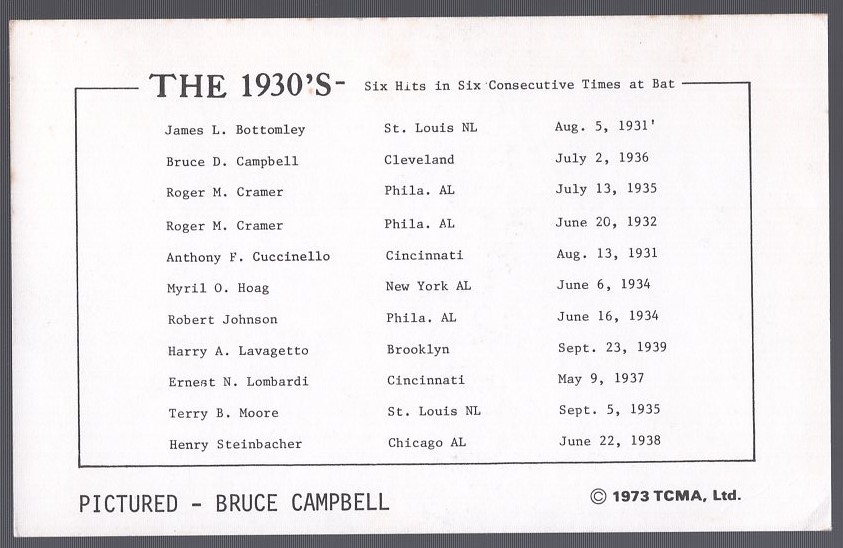 THE 1930'S- Six Hits in Six Consecutive Times at Bat
James L. Bottomley St. Louis NL Aug. 5, 1931'
Bruce D. Campbell Cleveland July 2, 1936
Roger M. Cramer Phila. AL July 13, 1935
Roger M. Cramer Phila. AL June 20, 1932
Anthony F. Cuccinello Cincinnati Aug. 13, 1931
Myril O. Hoag New York AL June 6, 1934
Robert Johnson Phila. AL June 16, 1934
Harry A. Lavagetto Brooklyn Sept. 23, 1939
Ernest N. Lombardi Cincinnati May 9, 1937
Terry B. Moore St. Louis NL Sept. 5, 1935
Henry Steinbacher Chicago AL June 22, 1938
PICTURED - BRUCE CAMPBELL © 1973 TCMA, Ltd.